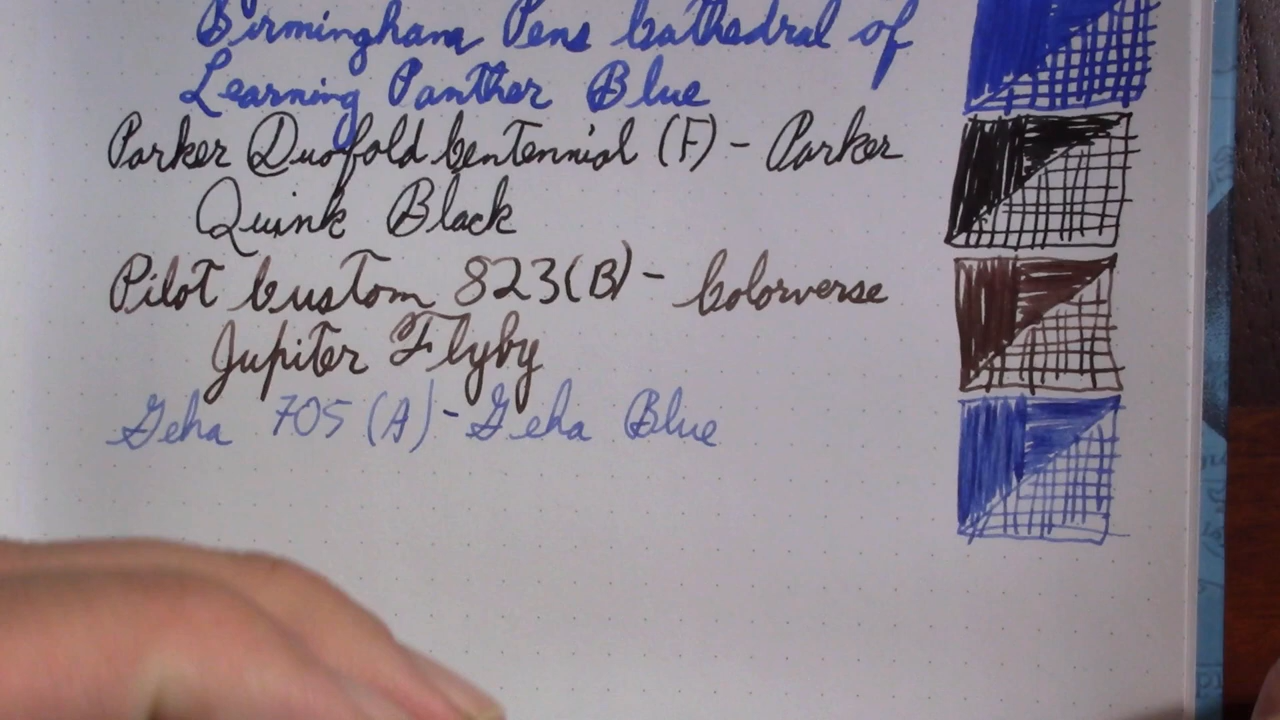 Birmingham Pens Cathedral of
Learning Panther Blue
Parker Duofold Centennial (F) - Parker
Quink Black
Pilot Custom 823(B) - Colorverse
Jupiter Flyby
Geha 705 (A) - Geha Blue